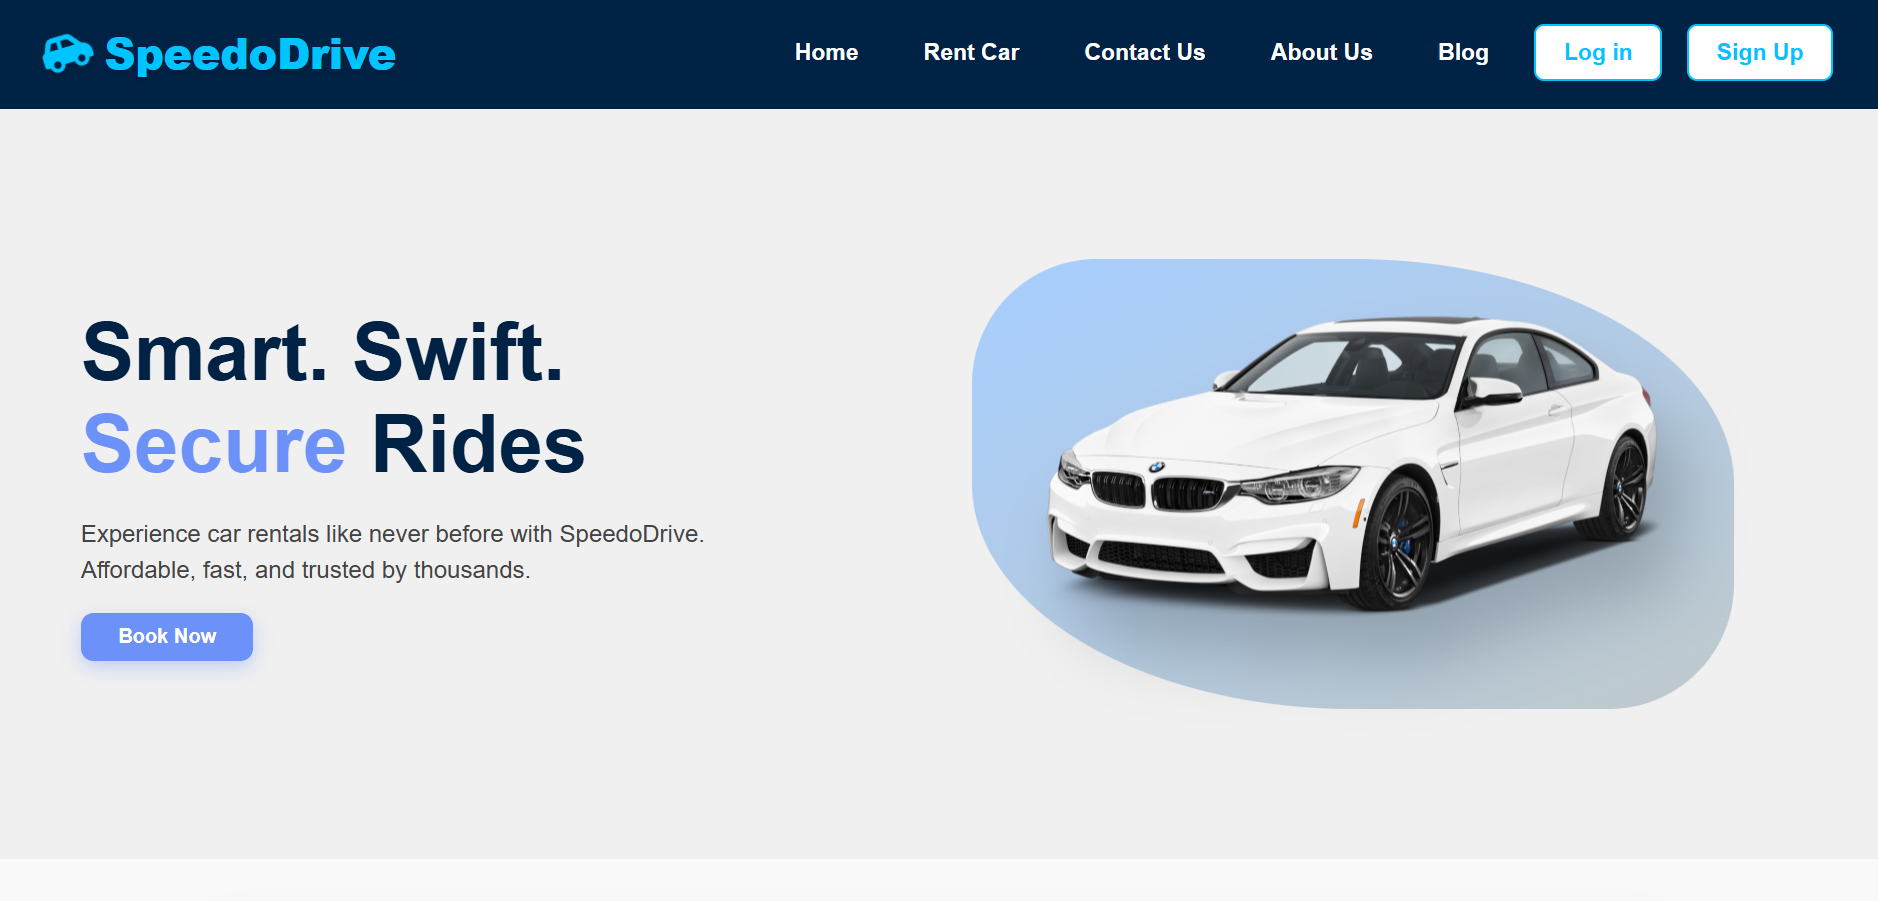 SpeedoDrive
Home Rent Car Contact Us About Us Blog Log in Sign Up
Smart. Swift.
Secure Rides
Experience car rentals like never before with SpeedoDrive.
Affordable, fast, and trusted by thousands.
Book Now